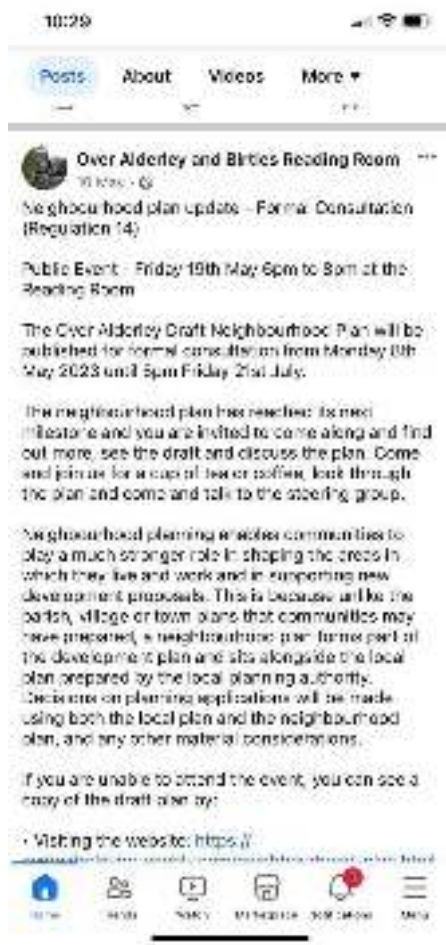 10:29
Posts About Videos More ▾
Over Alderley and Birtles Reading Room ...
Neighbourhood plan update - Formal Consultation
(Regulation 14)
Public Event - Friday 19th May 6pm to 8pm at the
Reading Room
The Over Alderley Draft Neighbourhood Plan will be
published for formal consultation from Monday 8th
May 2023 until 5pm Friday 21st July.
The neighbourhood plan has reached its next
milestone and you are invited to come along and find
out more, see the draft and discuss the plan. Come
and join us for a cup of tea or coffee, look through
the plan and come and talk to the steering group.
Neighbourhood planning enables communities to
play a much stronger role in shaping the areas in
which they live and work and in supporting new
development proposals. This is because unlike the
parish, village or town plans that communities may
have prepared, a neighbourhood plan forms part of
the development plan and sits alongside the local
plan prepared by the local planning authority.
Decisions on planning applications will be made
using both the local plan and the neighbourhood
plan, and any other material considerations.
If you are unable to attend the event, you can see a
copy of the draft plan by:
• Visiting the website: https://
Home Friends Watch Marketplace Notifications Menu